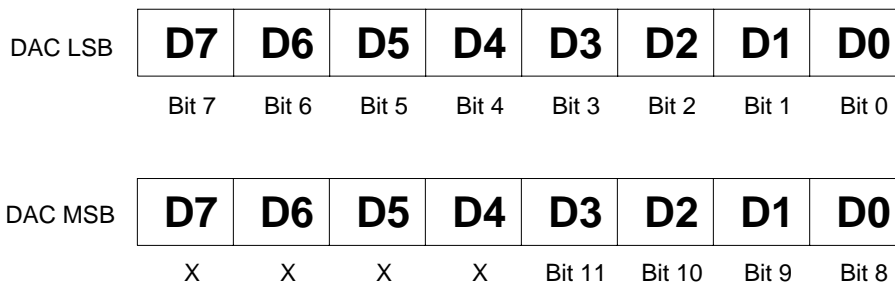 DAC LSB D7 D6 D5 D4 D3 D2 D1 D0
Bit 7 Bit 6 Bit 5 Bit 4 Bit 3 Bit 2 Bit 1 Bit 0
DAC MSB D7 D6 D5 D4 D3 D2 D1 D0
X X X X Bit 11 Bit 10 Bit 9 Bit 8